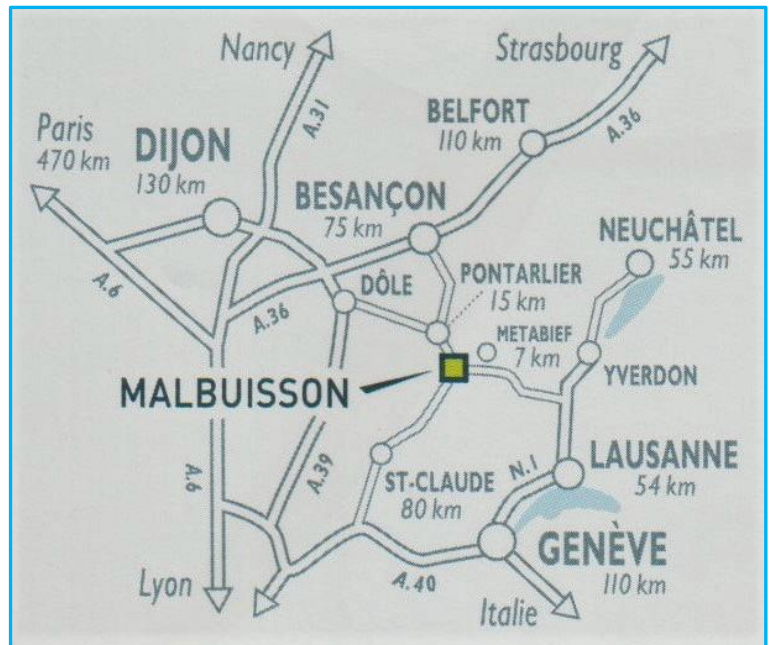 Nancy
Strasbourg
A.31
BELFORT
110 km
A.36
Paris
470 km
DIJON
130 km
BESANÇON
75 km
NEUCHÂTEL
55 km
A.6
A.36
DÔLE
PONTARLIER
15 km
METABIEF
7 km
YVERDON
MALBUISSON
A.6
A.39
ST-CLAUDE
80 km
N.1
LAUSANNE
54 km
GENÈVE
110 km
A.40
Lyon
Italie